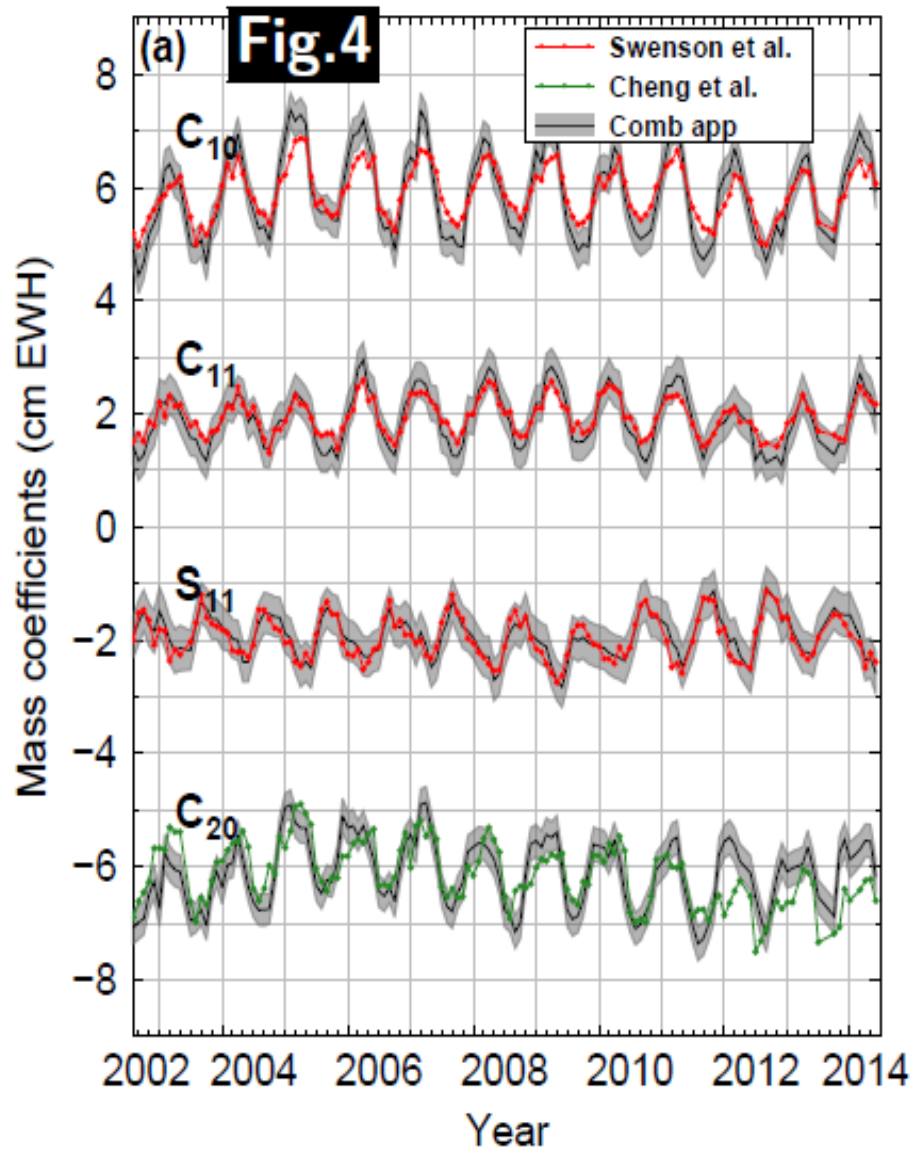 (a) Fig.4
Swenson et al.
Cheng et al.
Comb app
C10
C11
S11
C20
8
6
4
2
0
−2
−4
−6
−8
Mass coefficients (cm EWH)
2002 2004 2006 2008 2010 2012 2014
Year